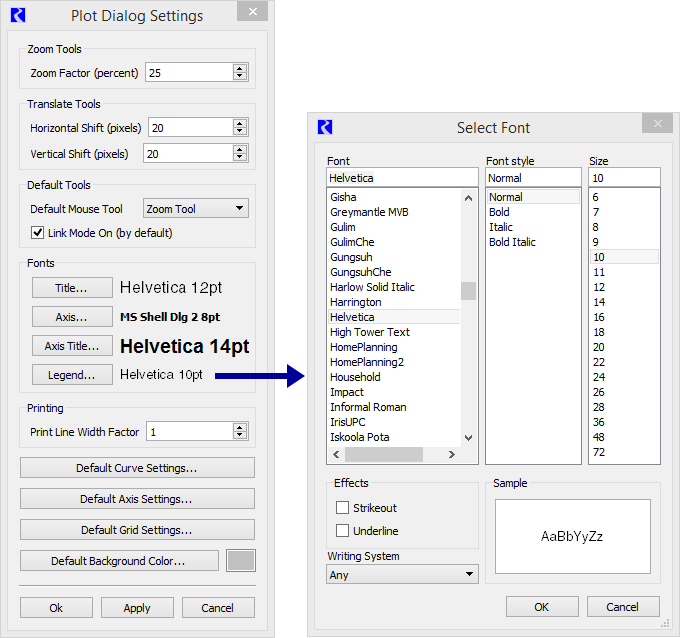 Plot Dialog Settings
Zoom Tools
Zoom Factor (percent) 25
Translate Tools
Horizontal Shift (pixels) 20
Vertical Shift (pixels) 20
Default Tools
Default Mouse Tool Zoom Tool
Link Mode On (by default)
Fonts
Title... Helvetica 12pt
Axis... MS Shell Dlg 2 8pt
Axis Title... Helvetica 14pt
Legend... Helvetica 10pt
Printing
Print Line Width Factor 1
Default Curve Settings...
Default Axis Settings...
Default Grid Settings...
Default Background Color...
Ok Apply Cancel
Select Font
Font
Helvetica
Gisha
Greymantle MVB
Gulim
GulimChe
Gungsuh
GungsuhChe
Harlow Solid Italic
Harrington
Helvetica
High Tower Text
HomePlanning
HomePlanning2
Household
Impact
Informal Roman
IrisUPC
Iskoola Pota
Font style
Normal
Normal
Bold
Italic
Bold Italic
Size
10
6
7
8
9
10
11
12
14
16
18
20
22
24
26
28
36
48
72
Effects
Strikeout
Underline
Writing System
Any
Sample
AaBbYyZz
OK Cancel